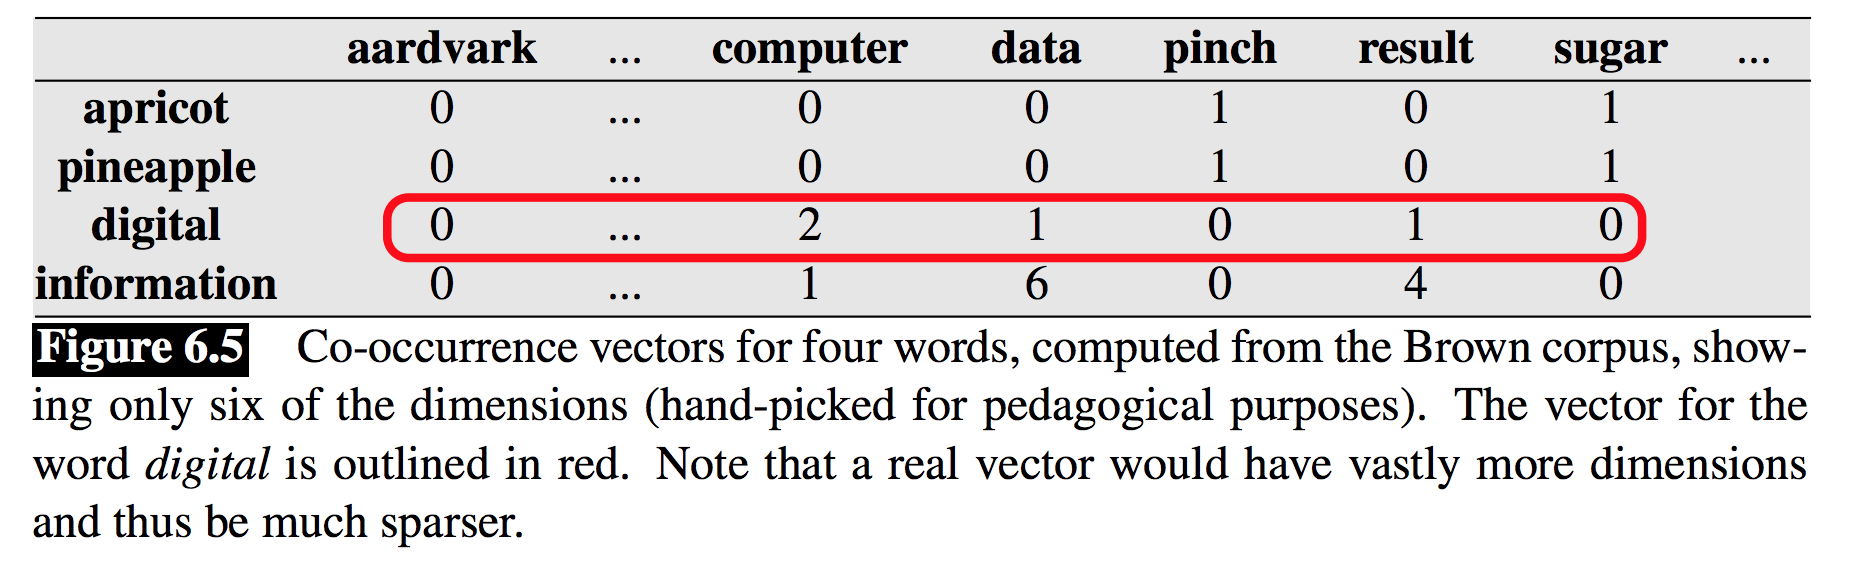 aardvark ... computer data pinch result sugar ...
apricot 0 ... 0 0 1 0 1
pineapple 0 ... 0 0 1 0 1
digital 0 ... 2 1 0 1 0
information 0 ... 1 6 0 4 0
Figure 6.5 Co-occurrence vectors for four words, computed from the Brown corpus, show-
ing only six of the dimensions (hand-picked for pedagogical purposes). The vector for the
word digital is outlined in red. Note that a real vector would have vastly more dimensions
and thus be much sparser.